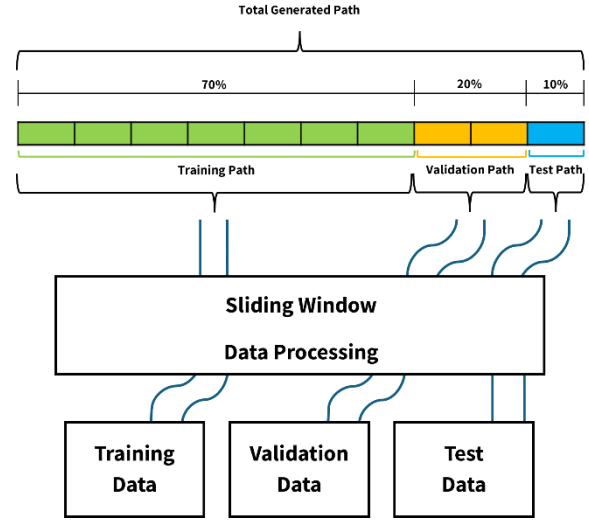 Total Generated Path
70%
20%
10%
Training Path
Validation Path
Test Path
Sliding Window
Data Processing
Training
Data
Validation
Data
Test
Data